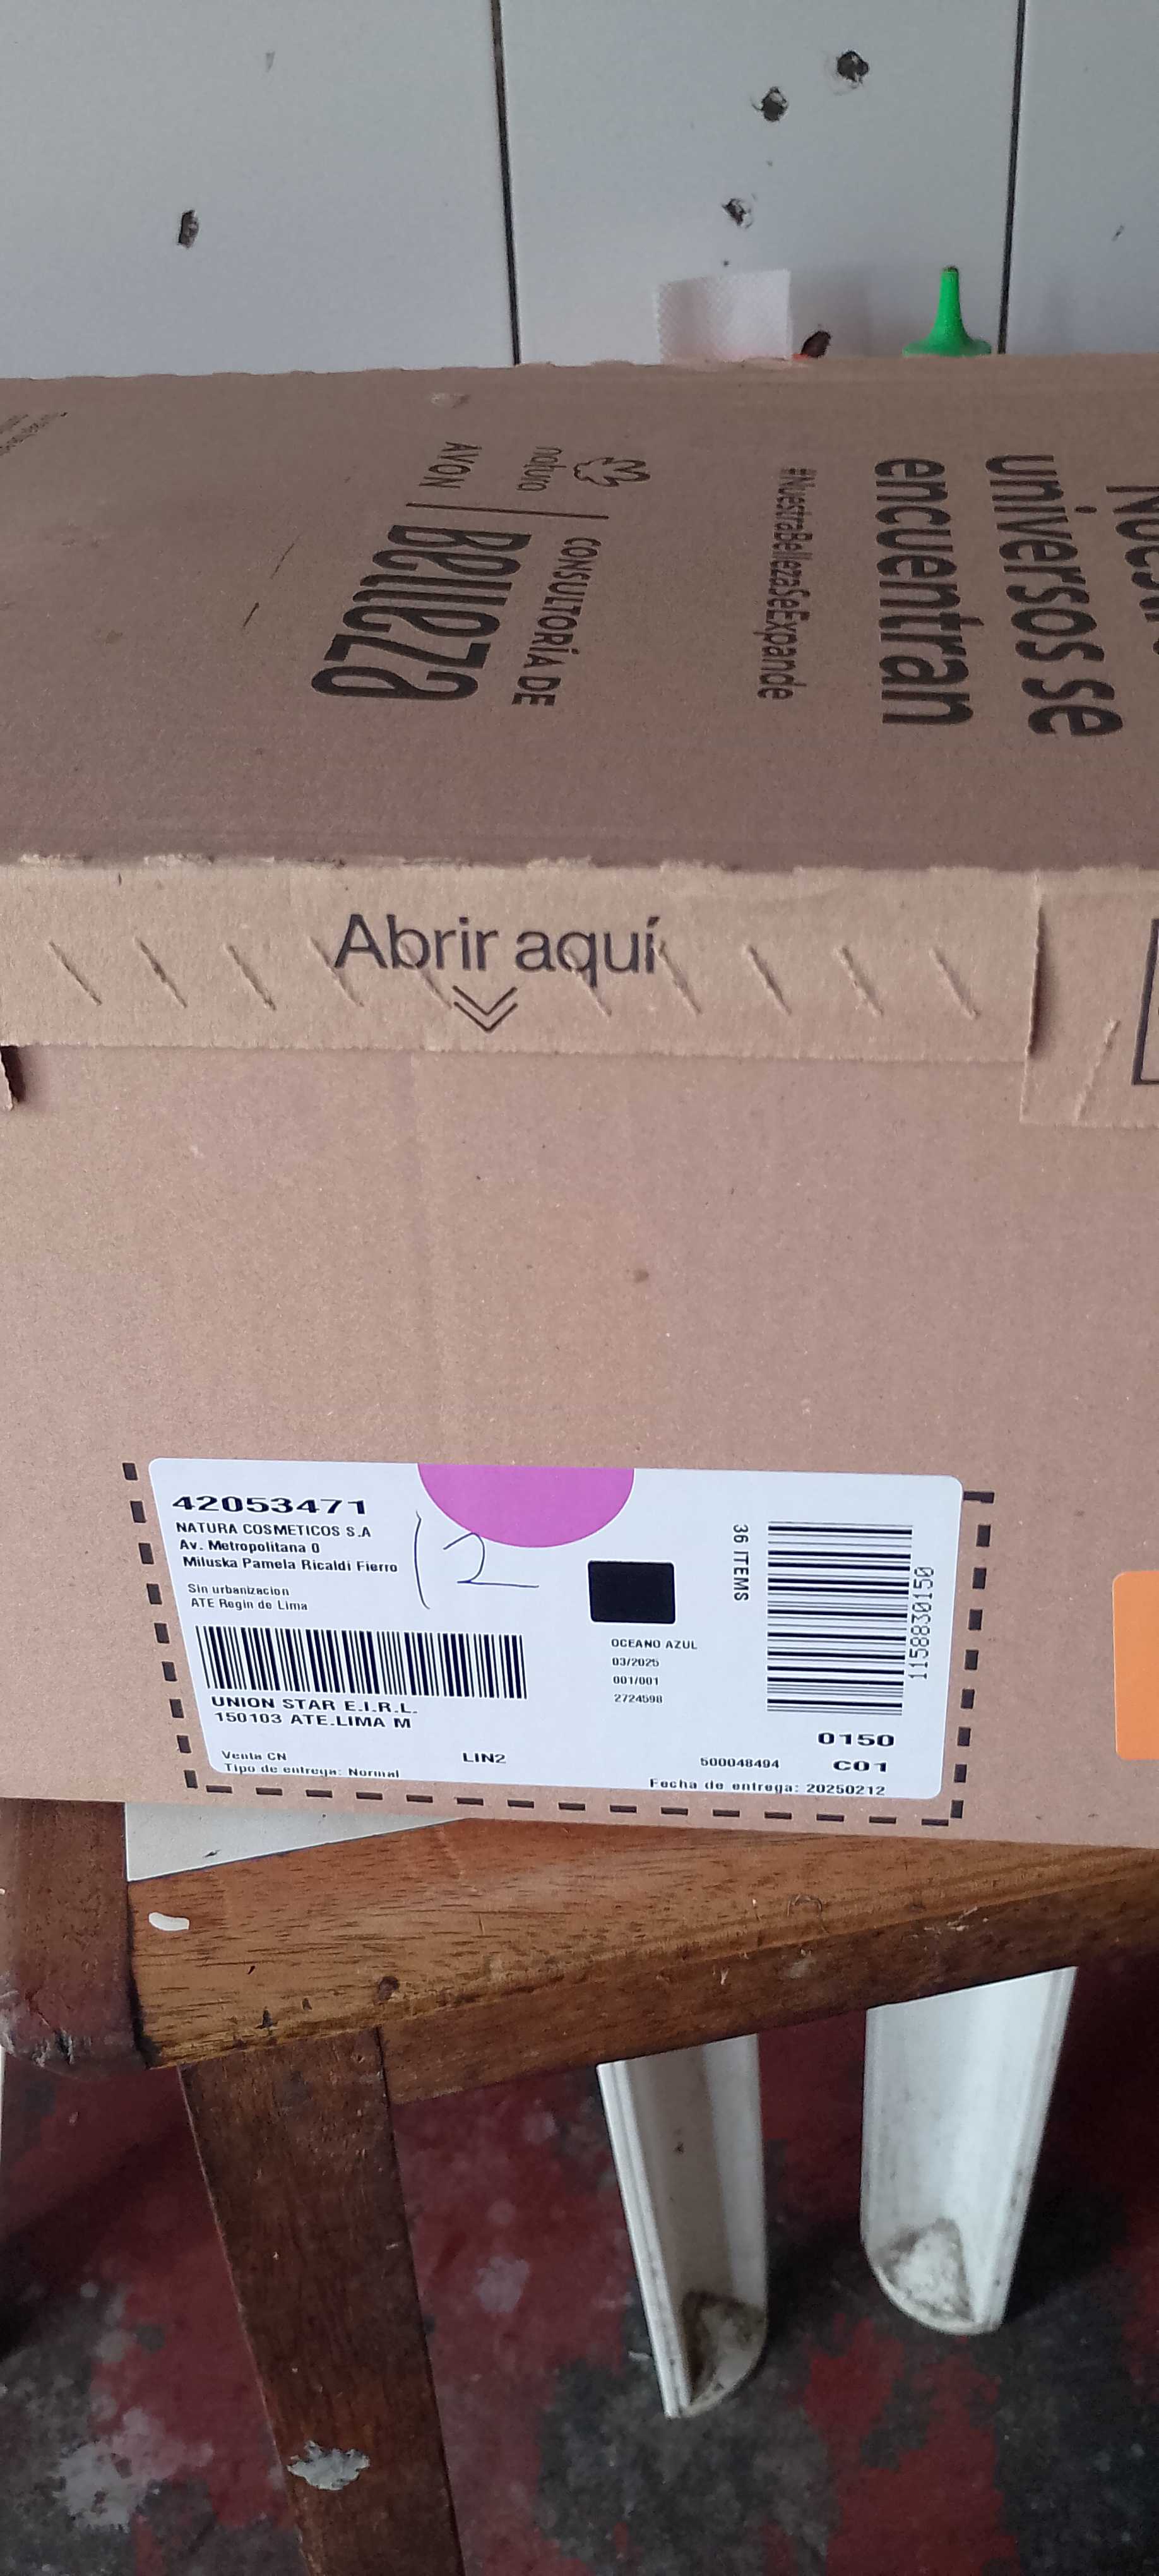 universos se
encuentran
#NuestraBellezaSeExpande
natura
AVON
CONSULTORÍA DE
Belleza
Abrir aquí
42053471
NATURA COSMETICOS S.A
Av. Metropolitana 0
Miluska Pamela Ricaldi Fierro
Sin urbanizacion
ATE Regin de Lima
UNION STAR E.I.R.L.
150103 ATE.LIMA M
Venta CN
Tipo de entrega: Normal
LIN2
OCEANO AZUL
03/2025
001/001
2724598
36 ITEMS
1158830150
0150
500048494
C01
Fecha de entrega: 20250212